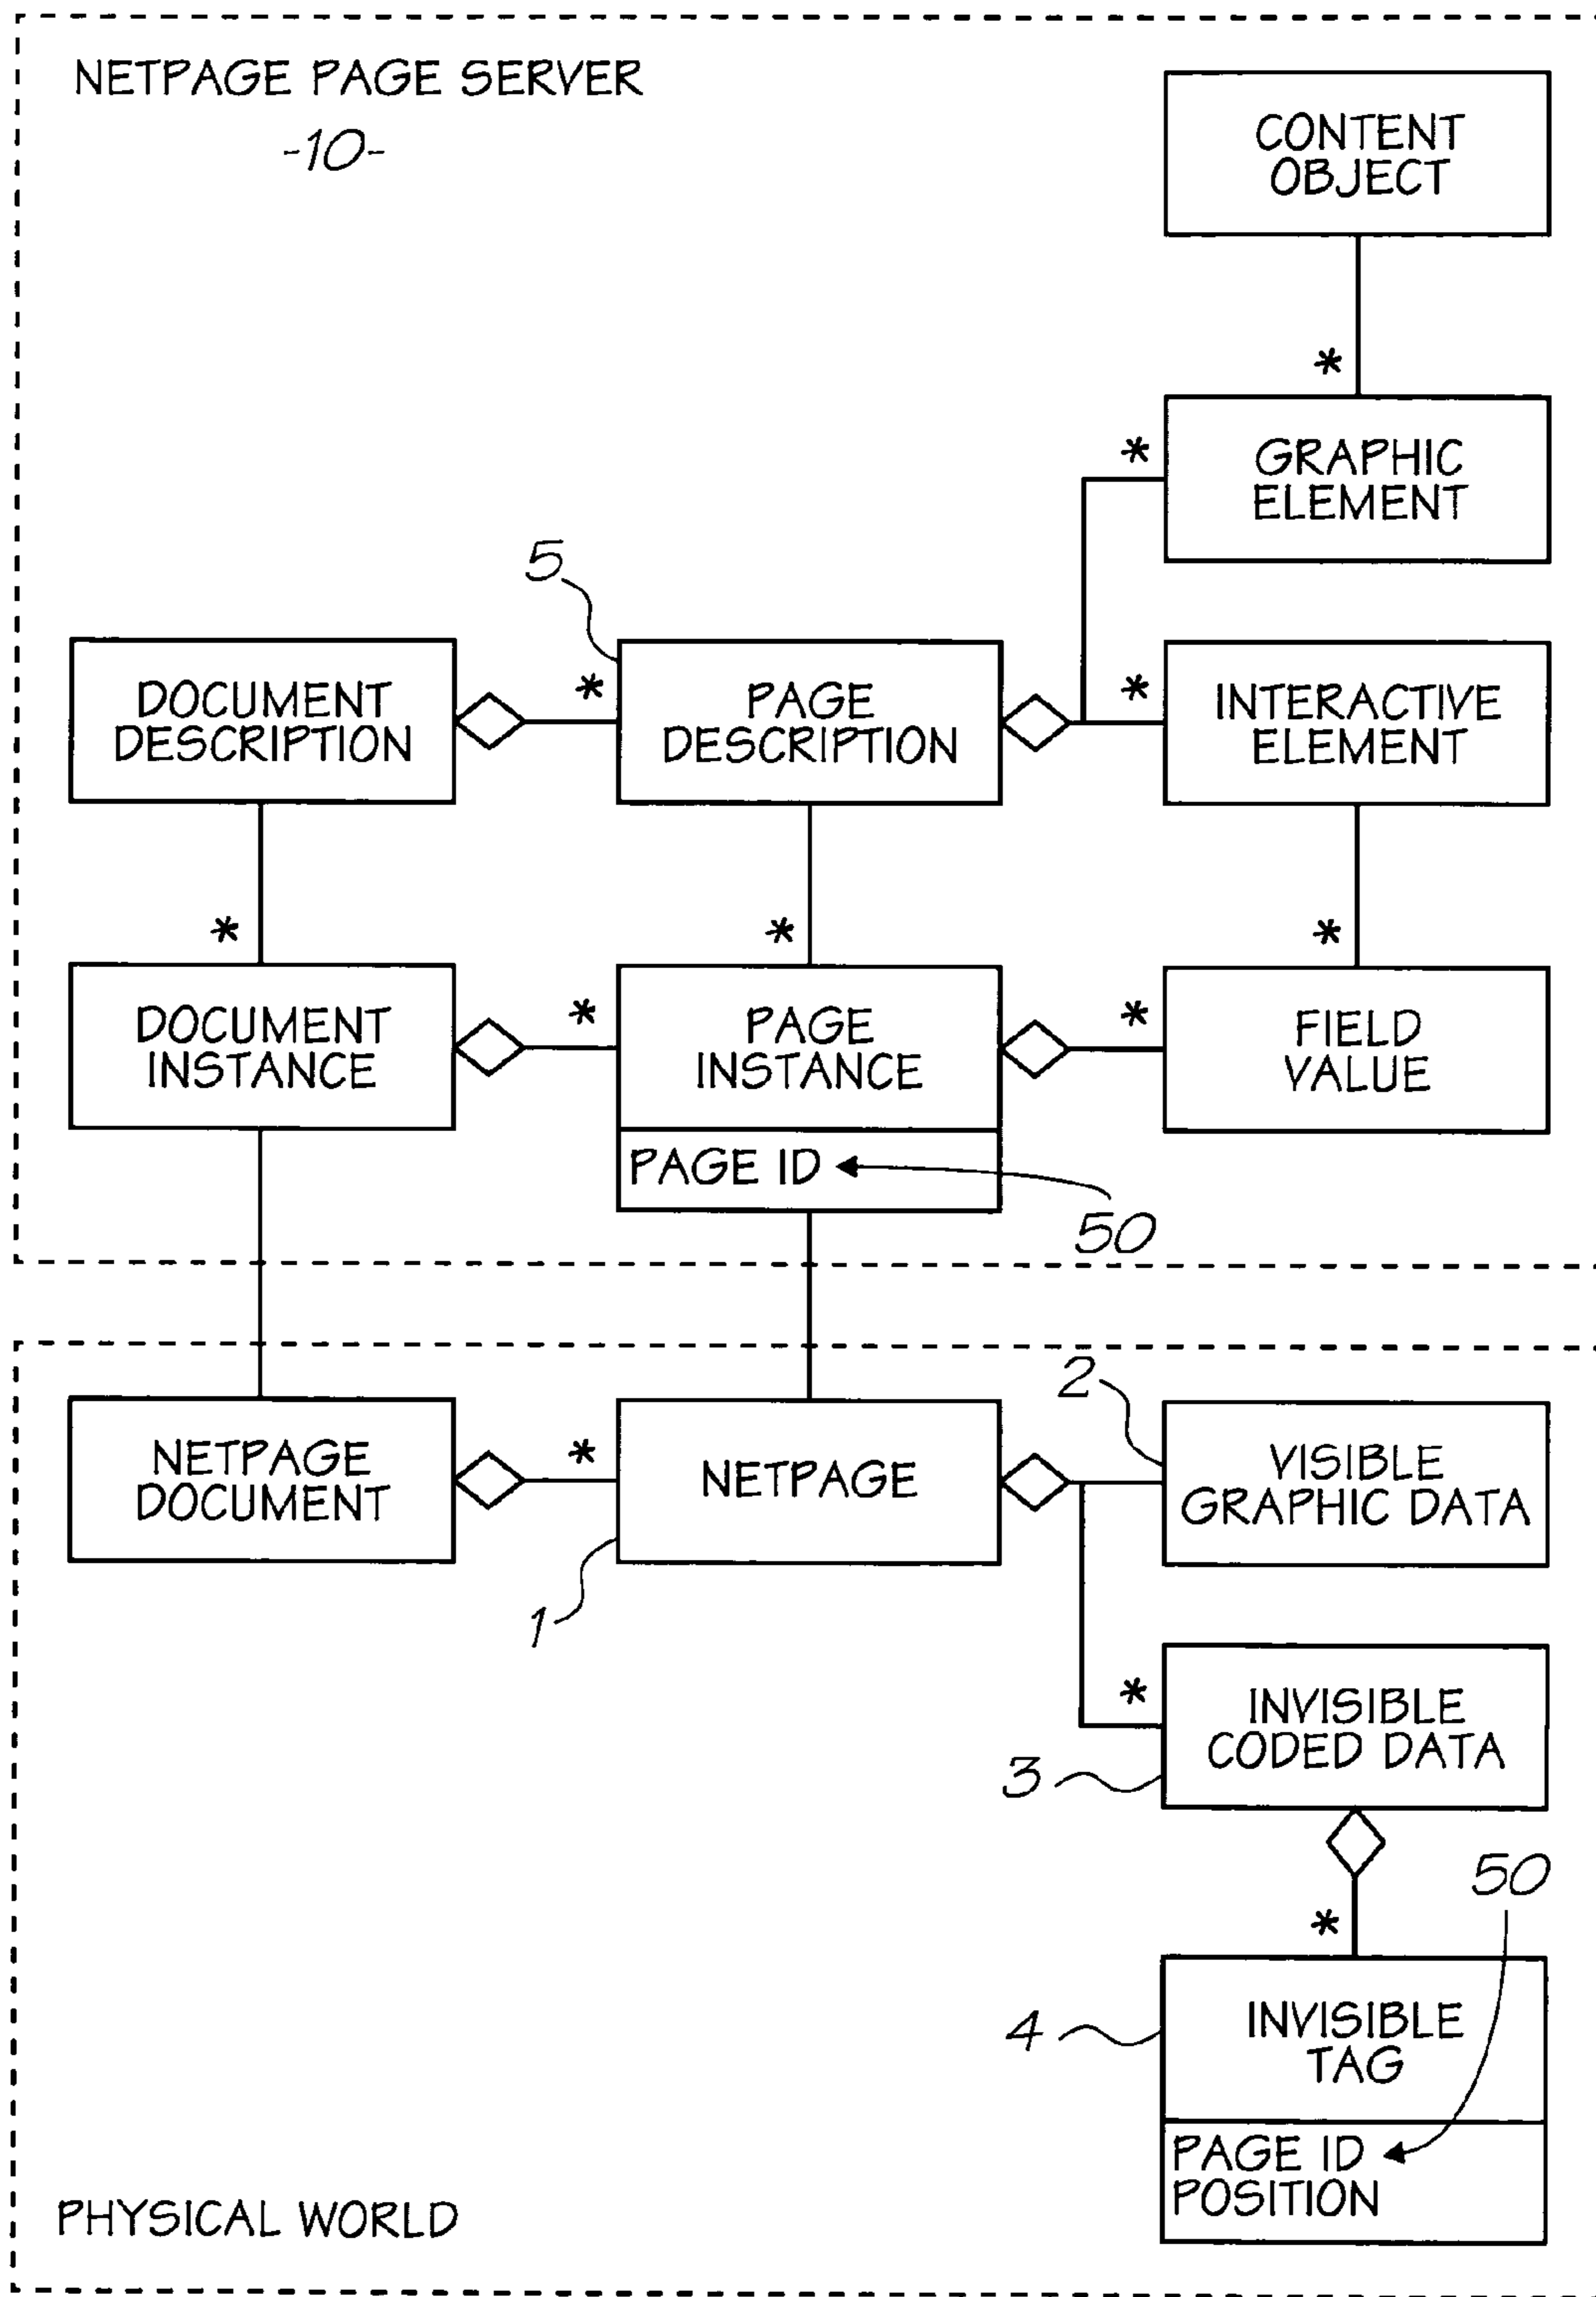 NETPAGE PAGE SERVER
-10-
CONTENT
OBJECT
*
*
GRAPHIC
ELEMENT
5
DOCUMENT
DESCRIPTION
*
PAGE
DESCRIPTION
*
INTERACTIVE
ELEMENT
*
*
*
DOCUMENT
INSTANCE
*
PAGE
INSTANCE
*
FIELD
VALUE
PAGE ID
50
2
NETPAGE
DOCUMENT
*
NETPAGE
VISIBLE
GRAPHIC DATA
1
*
INVISIBLE
CODED DATA
3
50
*
4
INVISIBLE
TAG
PAGE ID
POSITION
PHYSICAL WORLD